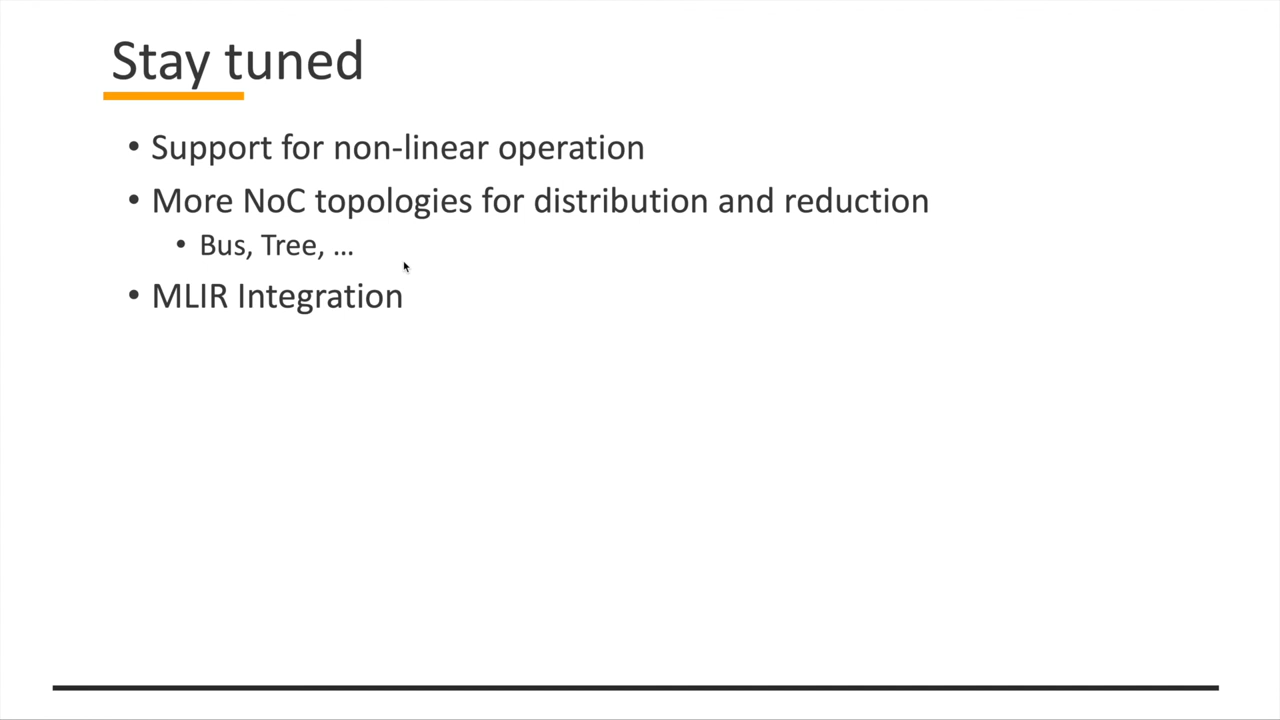 Stay tuned
• Support for non-linear operation
• More NoC topologies for distribution and reduction
• Bus, Tree, ...
• MLIR Integration